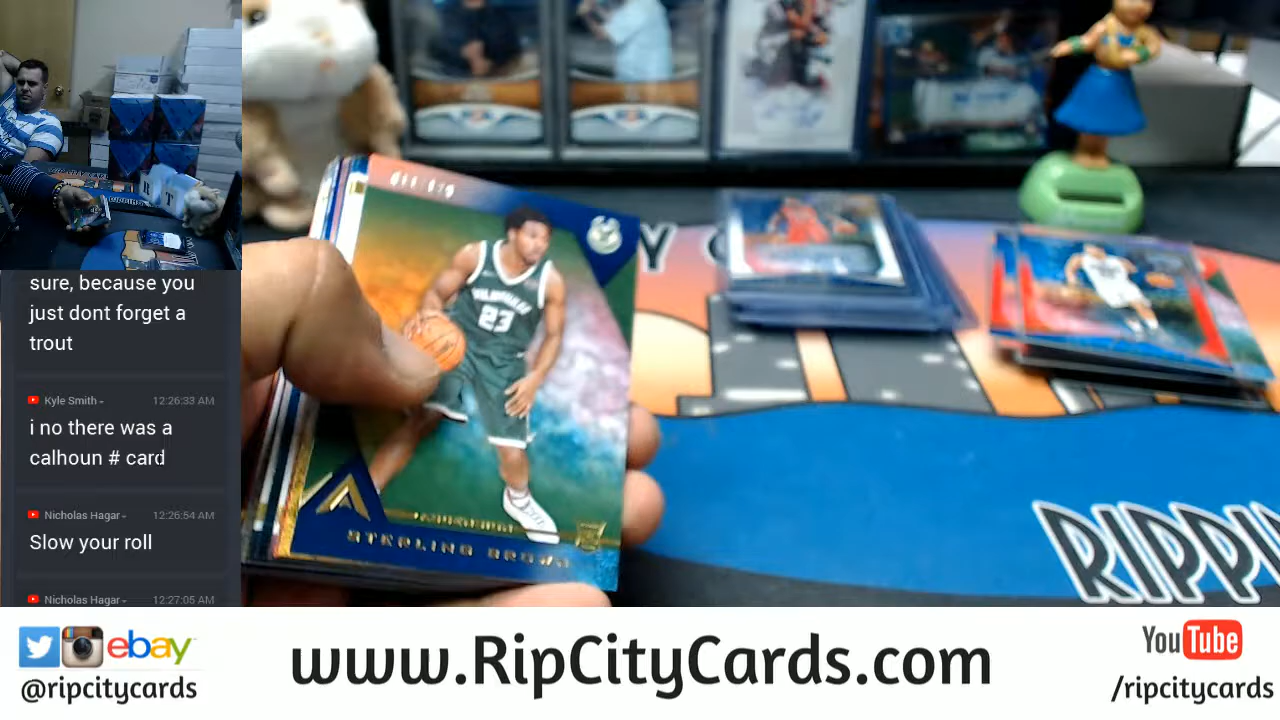 sure, because you
just dont forget a
trout
Kyle Smith
12:26:33 AM
i no there was a
calhoun # card
Nicholas Hagar
12:26:54 AM
Slow your roll
Nicholas Hagar
12:27:05 AM
MILWAUKEE
23
STERLING BROWN
Y C
RIPPI
ebay
@ripcitycards
www.RipCityCards.com
YouTube
/ripcitycards